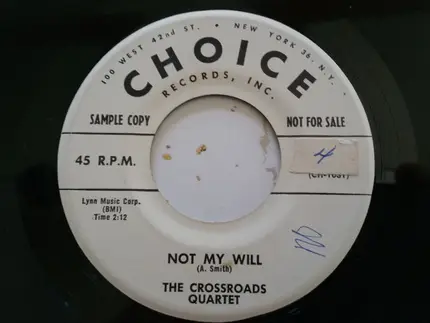 100 WEST 42nd ST. • NEW YORK 36, N.Y.
CHOICE
RECORDS, INC.
SAMPLE COPY
NOT FOR SALE
45 R.P.M.
4
Lynn Music Corp.
(BMI)
Time 2:12
NOT MY WILL
(A. Smith)
THE CROSSROADS
QUARTET